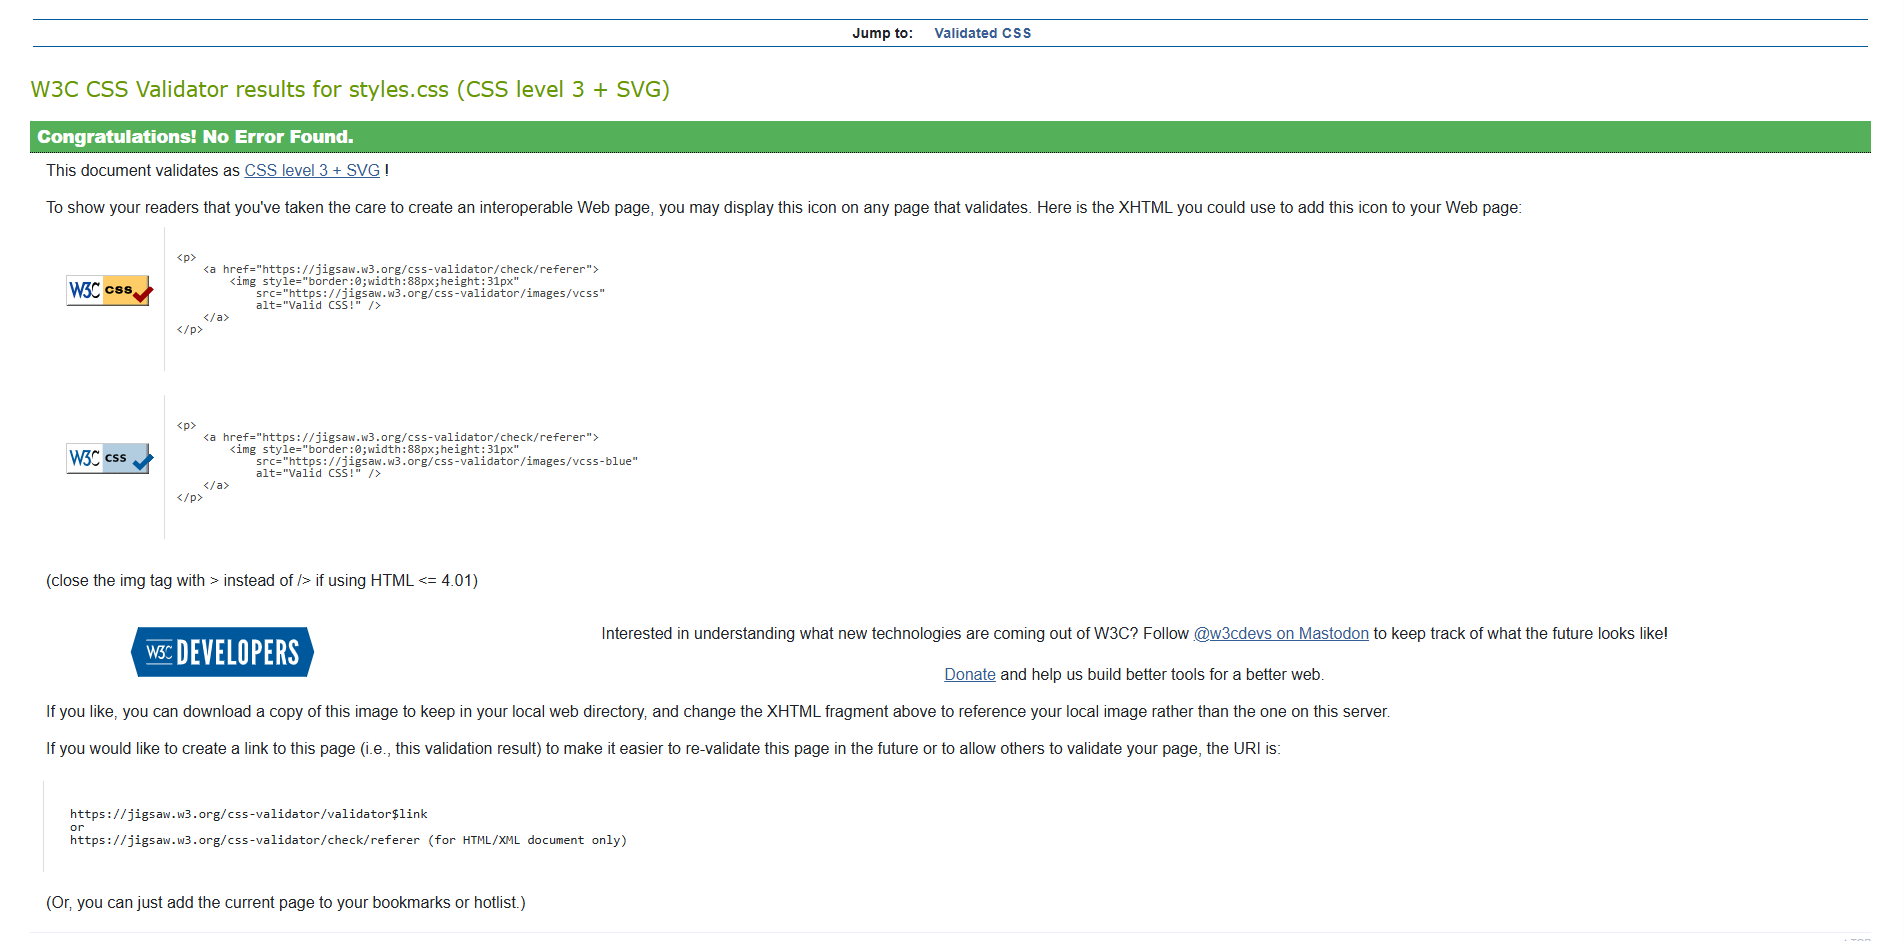 Jump to: Validated CSS
W3C CSS Validator results for styles.css (CSS level 3 + SVG)
Congratulations! No Error Found.
This document validates as CSS level 3 + SVG !
To show your readers that you've taken the care to create an interoperable Web page, you may display this icon on any page that validates. Here is the XHTML you could use to add this icon to your Web page:
W3C css
<p>
<a href="https://jigsaw.w3.org/css-validator/check/referer">
<img style="border:0;width:88px;height:31px"
src="https://jigsaw.w3.org/css-validator/images/vcss"
alt="Valid CSS!" />
</a>
</p>
W3C css
<p>
<a href="https://jigsaw.w3.org/css-validator/check/referer">
<img style="border:0;width:88px;height:31px"
src="https://jigsaw.w3.org/css-validator/images/vcss-blue"
alt="Valid CSS!" />
</a>
</p>
(close the img tag with > instead of /> if using HTML <= 4.01)
W3C DEVELOPERS
Interested in understanding what new technologies are coming out of W3C? Follow @w3cdevs on Mastodon to keep track of what the future looks like!
Donate and help us build better tools for a better web.
If you like, you can download a copy of this image to keep in your local web directory, and change the XHTML fragment above to reference your local image rather than the one on this server.
If you would like to create a link to this page (i.e., this validation result) to make it easier to re-validate this page in the future or to allow others to validate your page, the URI is:
https://jigsaw.w3.org/css-validator/validator$link
or
https://jigsaw.w3.org/css-validator/check/referer (for HTML/XML document only)
(Or, you can just add the current page to your bookmarks or hotlist.)